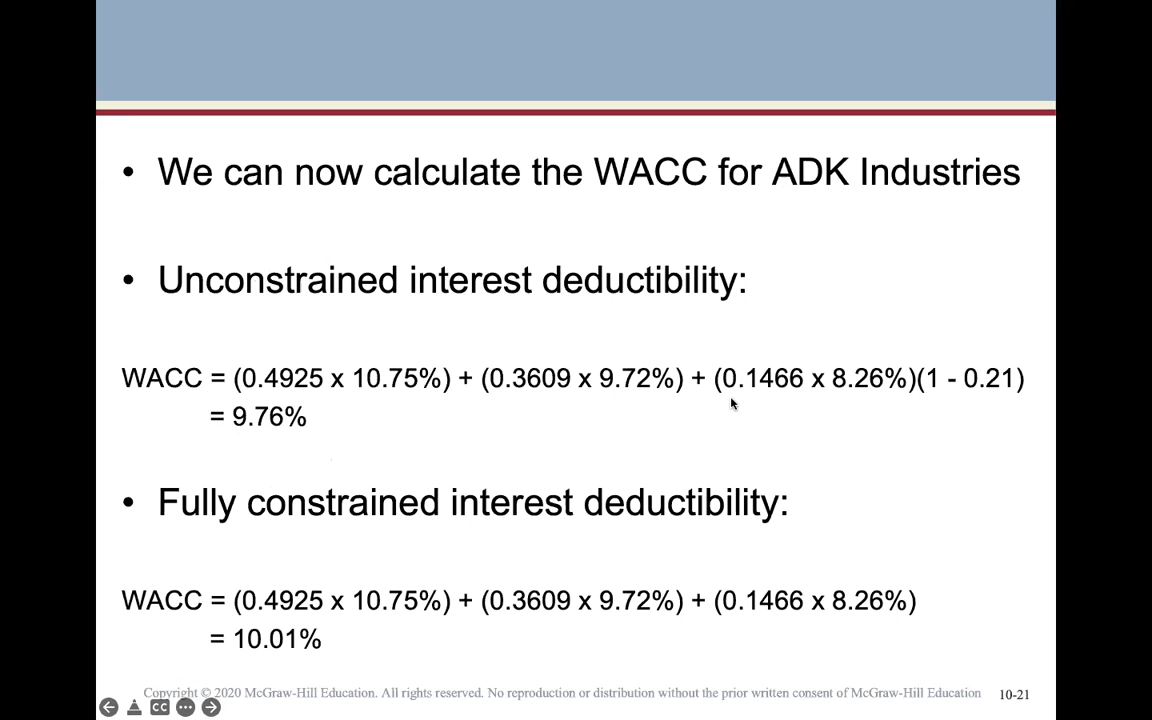 • We can now calculate the WACC for ADK Industries
• Unconstrained interest deductibility:
WACC = (0.4925 x 10.75%) + (0.3609 x 9.72%) + (0.1466 x 8.26%)(1 - 0.21)
= 9.76%
• Fully constrained interest deductibility:
WACC = (0.4925 x 10.75%) + (0.3609 x 9.72%) + (0.1466 x 8.26%)
= 10.01%
Copyright © 2020 McGraw-Hill Education. All rights reserved. No reproduction or distribution without the prior written consent of McGraw-Hill Education 10-21
CC